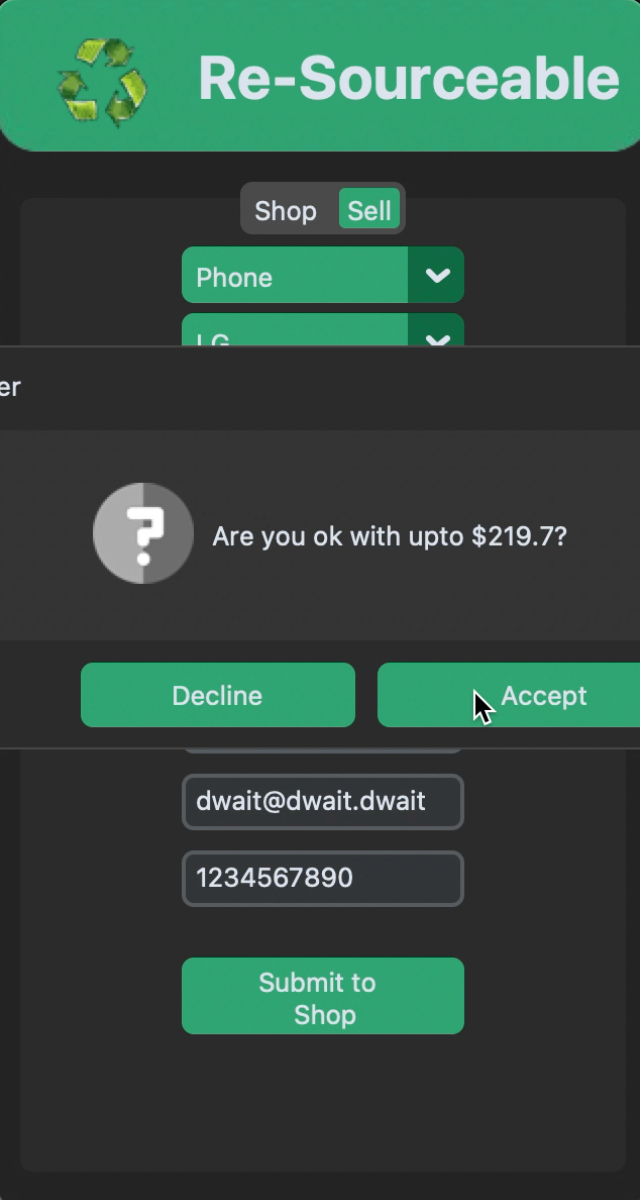 Re-Sourceable
Shop Sell
Phone
LG
er
Are you ok with upto $219.7?
Decline Accept
dwait@dwait.dwait
1234567890
Submit to
Shop